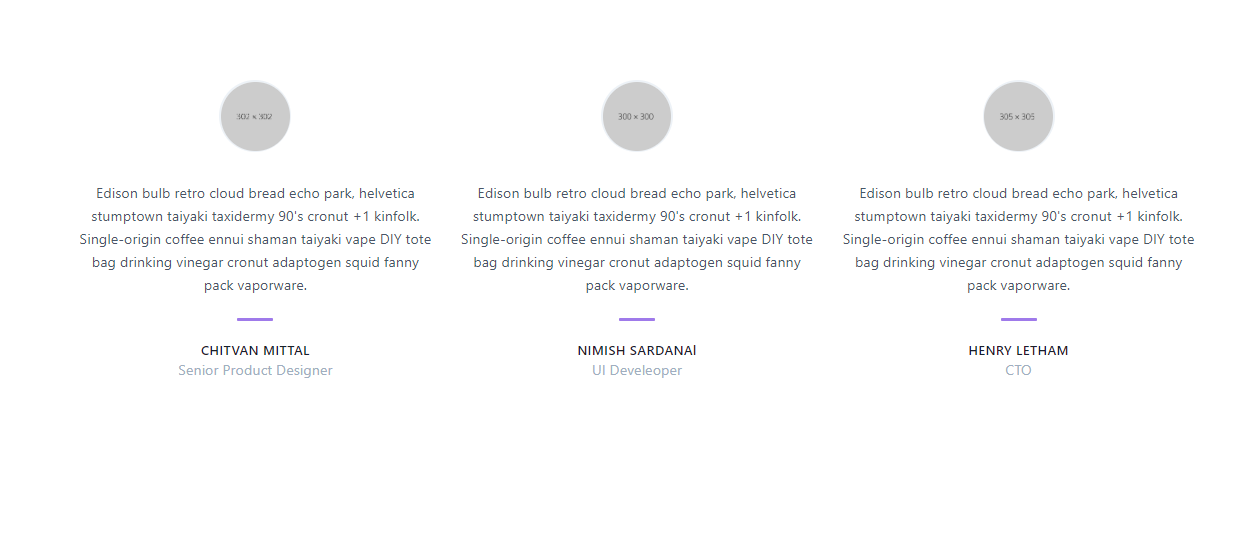 302 × 302
300 × 300
305 × 305
Edison bulb retro cloud bread echo park, helvetica
stumptown taiyaki taxidermy 90's cronut +1 kinfolk.
Single-origin coffee ennui shaman taiyaki vape DIY tote
bag drinking vinegar cronut adaptogen squid fanny
pack vaporware.
CHITVAN MITTAL
Senior Product Designer
Edison bulb retro cloud bread echo park, helvetica
stumptown taiyaki taxidermy 90's cronut +1 kinfolk.
Single-origin coffee ennui shaman taiyaki vape DIY tote
bag drinking vinegar cronut adaptogen squid fanny
pack vaporware.
NIMISH SARDANAl
UI Develeoper
Edison bulb retro cloud bread echo park, helvetica
stumptown taiyaki taxidermy 90's cronut +1 kinfolk.
Single-origin coffee ennui shaman taiyaki vape DIY tote
bag drinking vinegar cronut adaptogen squid fanny
pack vaporware.
HENRY LETHAM
CTO